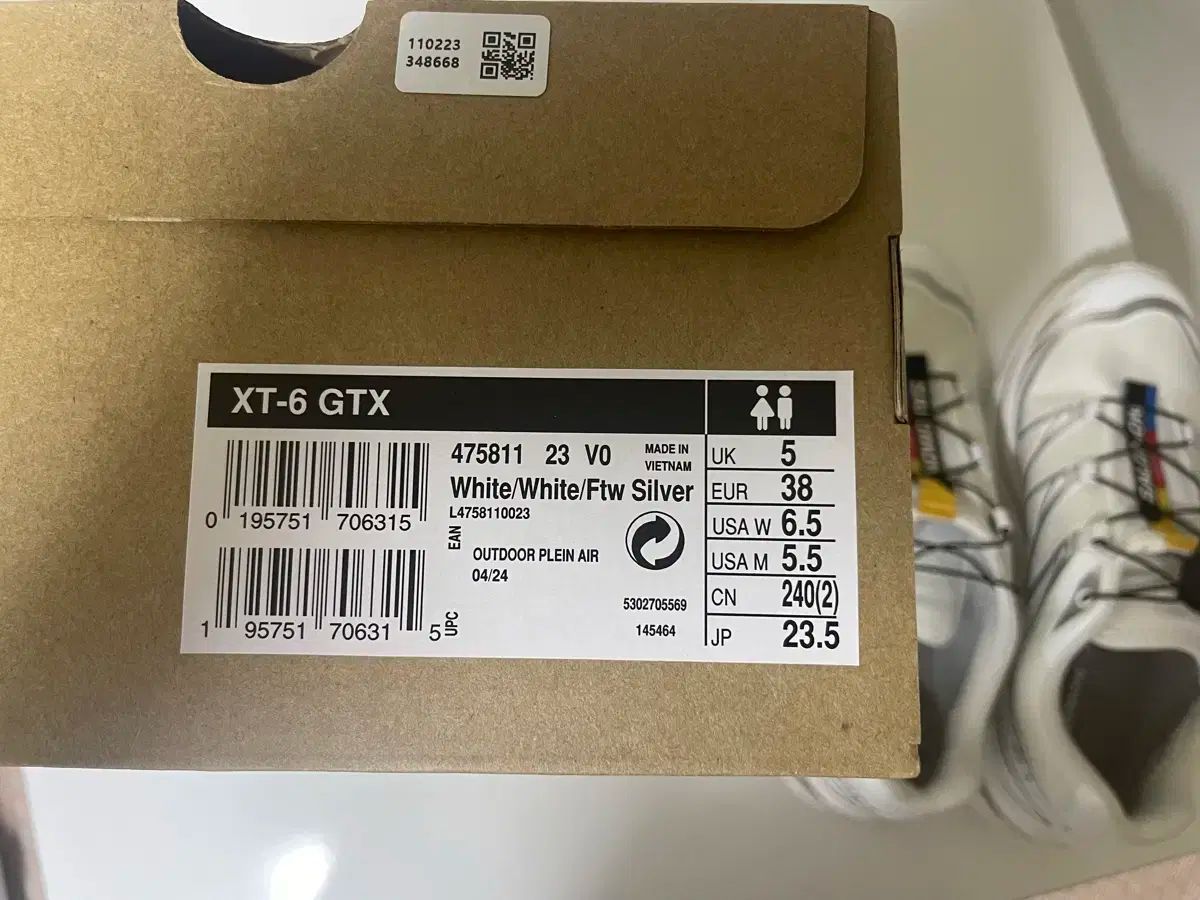 110223
348668
XT-6 GTX
0 195751 706315
EAN
1 95751 70631 5
UPC
475811 23 V0
MADE IN
VIETNAM
White/White/Ftw Silver
L4758110023
OUTDOOR PLEIN AIR
04/24
5302705569
145464
UK 5
EUR 38
USA W 6.5
USA M 5.5
CN 240(2)
JP 23.5
SALOMON